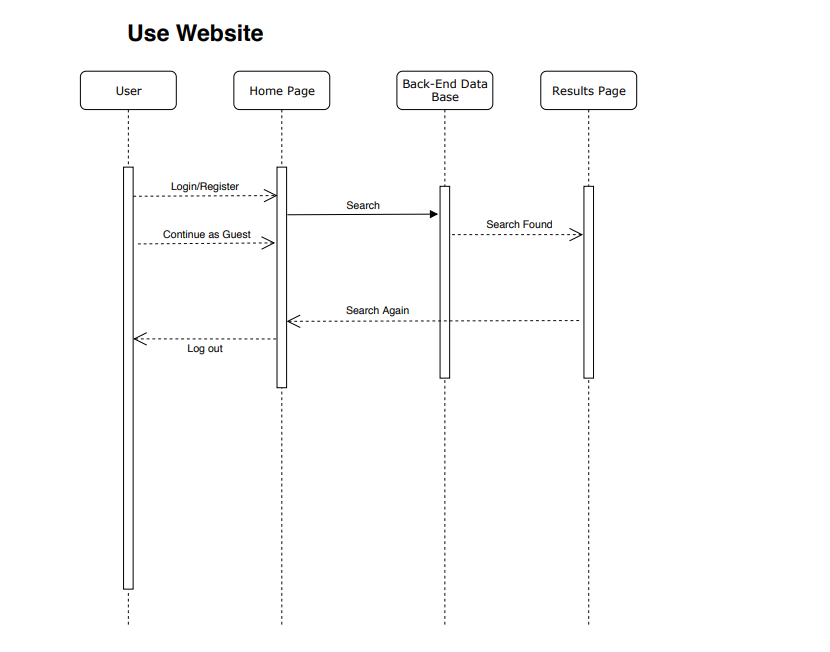 Use Website
User
Home Page
Back-End Data
Base
Results Page
Login/Register
Search
Search Found
Continue as Guest
Search Again
Log out